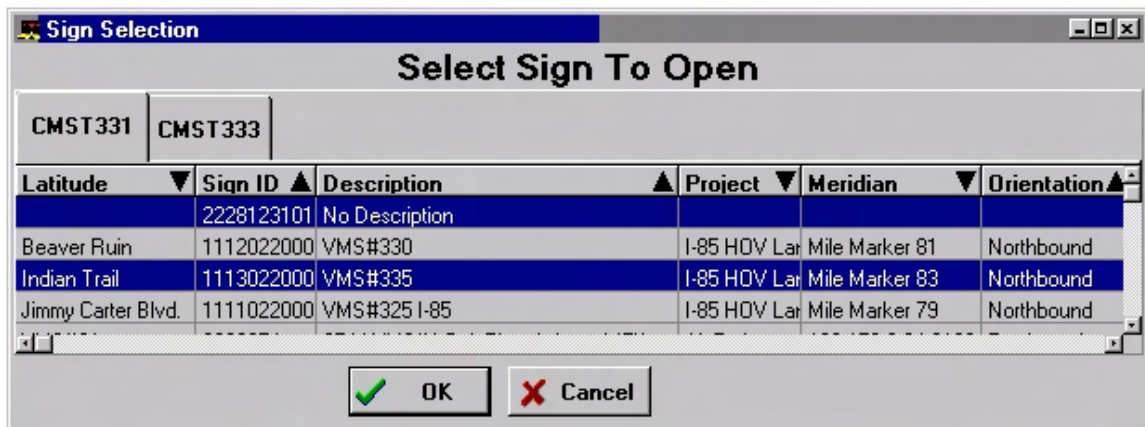 Sign Selection
Select Sign To Open
CMST331 CMST333
Latitude Sign ID Description Project Meridian Orientation
2228123101 No Description
Beaver Ruin 1112022000 VMS#330 I-85 HOV Lar Mile Marker 81 Northbound
Indian Trail 1113022000 VMS#335 I-85 HOV Lar Mile Marker 83 Northbound
Jimmy Carter Blvd. 1111022000 VMS#325 I-85 I-85 HOV Lar Mile Marker 79 Northbound
OK Cancel